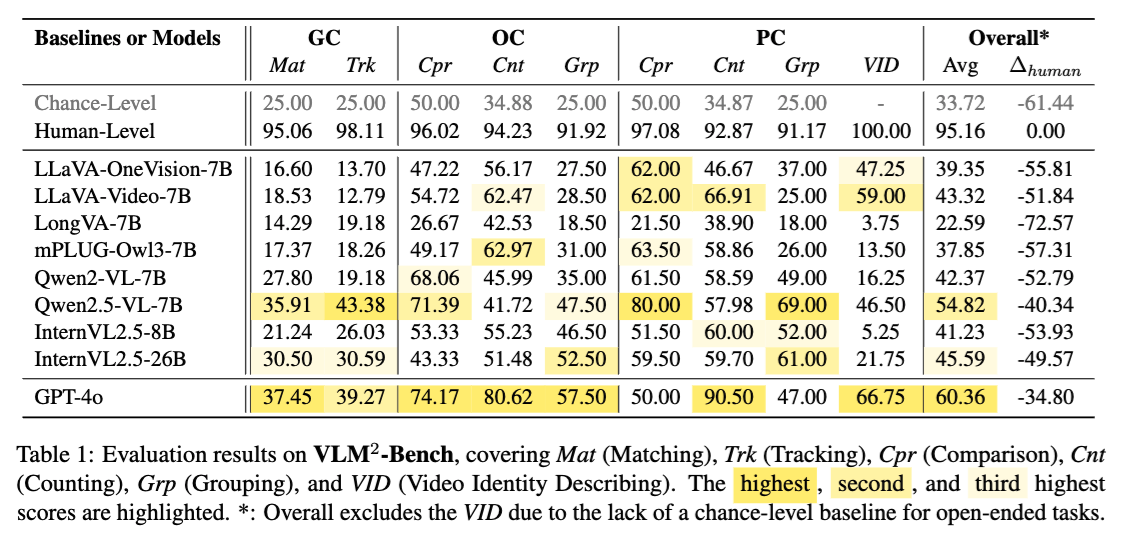 Baselines or Models GC OC PC Overall*
Mat Trk Cpr Cnt Grp Cpr Cnt Grp VID Avg Δhuman
Chance-Level 25.00 25.00 50.00 34.88 25.00 50.00 34.87 25.00 - 33.72 -61.44
Human-Level 95.06 98.11 96.02 94.23 91.92 97.08 92.87 91.17 100.00 95.16 0.00
LLaVA-OneVision-7B 16.60 13.70 47.22 56.17 27.50 62.00 46.67 37.00 47.25 39.35 -55.81
LLaVA-Video-7B 18.53 12.79 54.72 62.47 28.50 62.00 66.91 25.00 59.00 43.32 -51.84
LongVA-7B 14.29 19.18 26.67 42.53 18.50 21.50 38.90 18.00 3.75 22.59 -72.57
mPLUG-Owl3-7B 17.37 18.26 49.17 62.97 31.00 63.50 58.86 26.00 13.50 37.85 -57.31
Qwen2-VL-7B 27.80 19.18 68.06 45.99 35.00 61.50 58.59 49.00 16.25 42.37 -52.79
Qwen2.5-VL-7B 35.91 43.38 71.39 41.72 47.50 80.00 57.98 69.00 46.50 54.82 -40.34
InternVL2.5-8B 21.24 26.03 53.33 55.23 46.50 51.50 60.00 52.00 5.25 41.23 -53.93
InternVL2.5-26B 30.50 30.59 43.33 51.48 52.50 59.50 59.70 61.00 21.75 45.59 -49.57
GPT-4o 37.45 39.27 74.17 80.62 57.50 50.00 90.50 47.00 66.75 60.36 -34.80
Table 1: Evaluation results on VLM²-Bench, covering Mat (Matching), Trk (Tracking), Cpr (Comparison), Cnt
(Counting), Grp (Grouping), and VID (Video Identity Describing). The highest, second, and third highest
scores are highlighted. *: Overall excludes the VID due to the lack of a chance-level baseline for open-ended tasks.